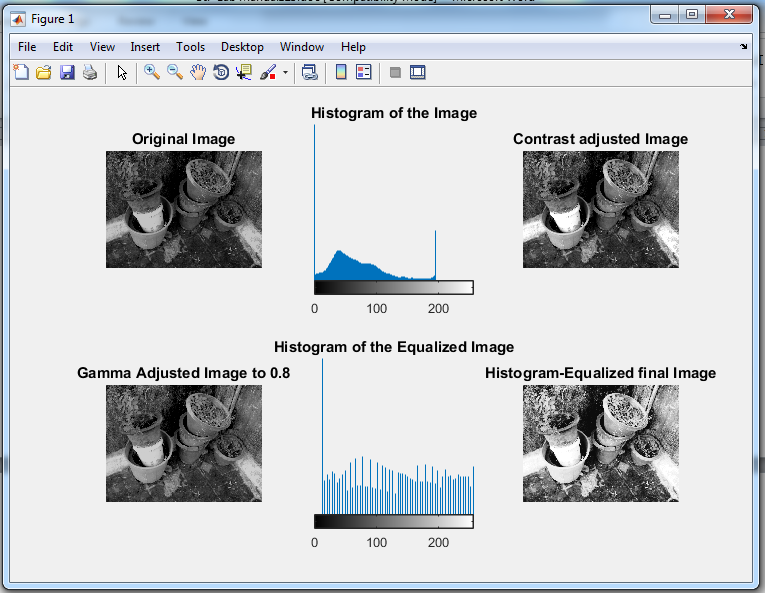 Figure 1
File Edit View Insert Tools Desktop Window Help
Histogram of the Image
Original Image
Contrast adjusted Image
0 100 200
Histogram of the Equalized Image
Gamma Adjusted Image to 0.8
Histogram-Equalized final Image
0 100 200